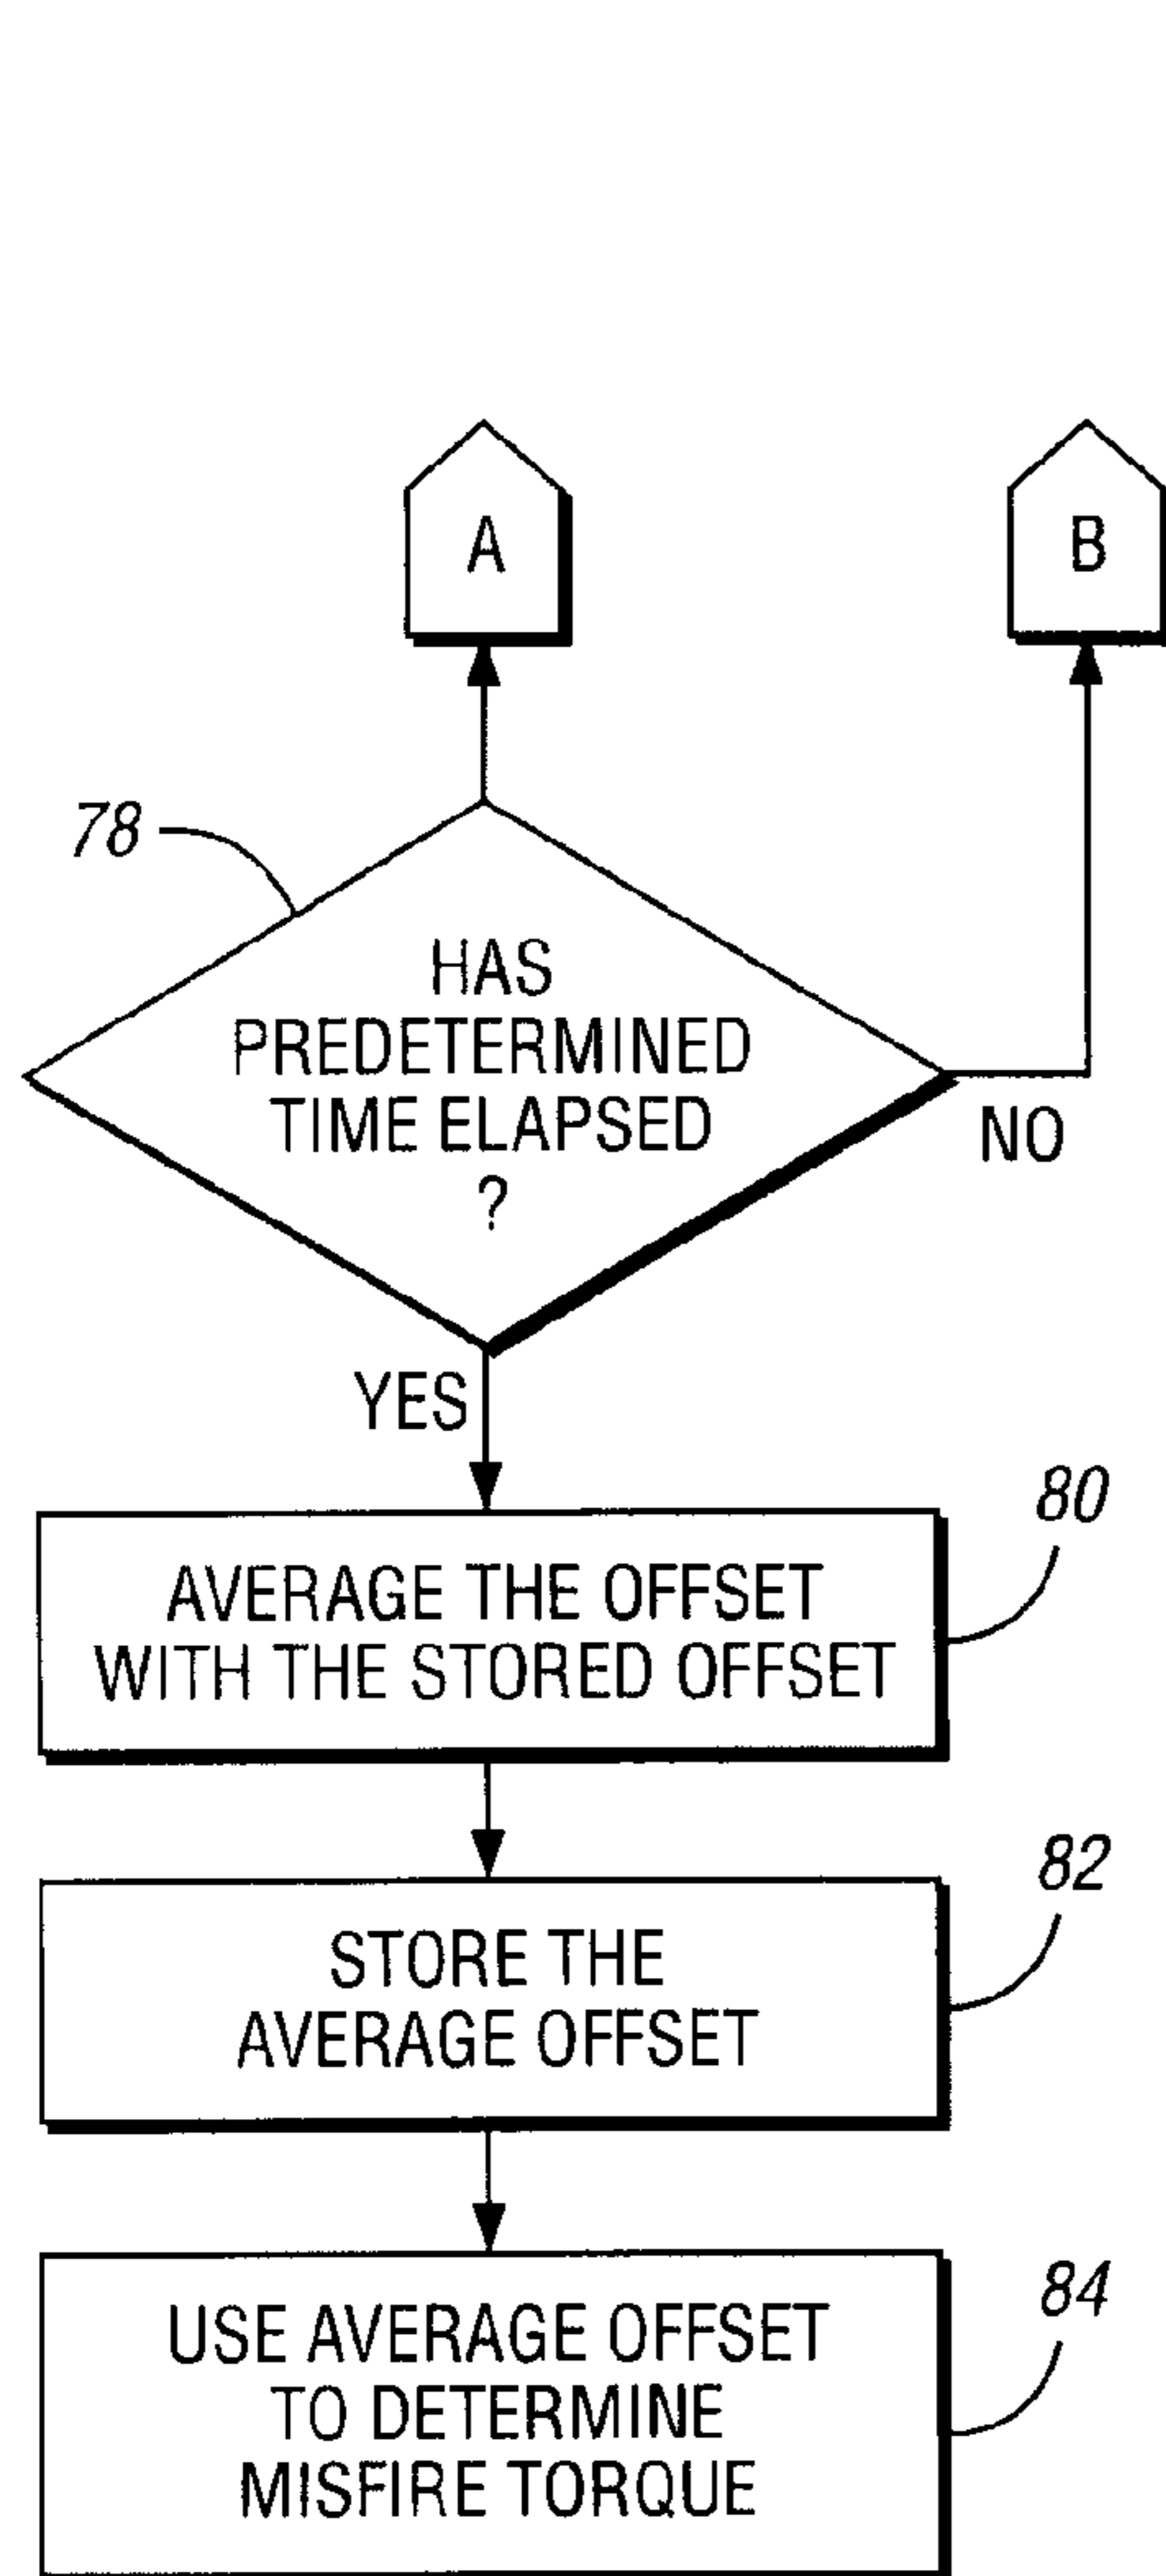 A
B
78
HAS
PREDETERMINED
TIME ELAPSED
?
NO
YES
80
AVERAGE THE OFFSET
WITH THE STORED OFFSET
82
STORE THE
AVERAGE OFFSET
84
USE AVERAGE OFFSET
TO DETERMINE
MISFIRE TORQUE